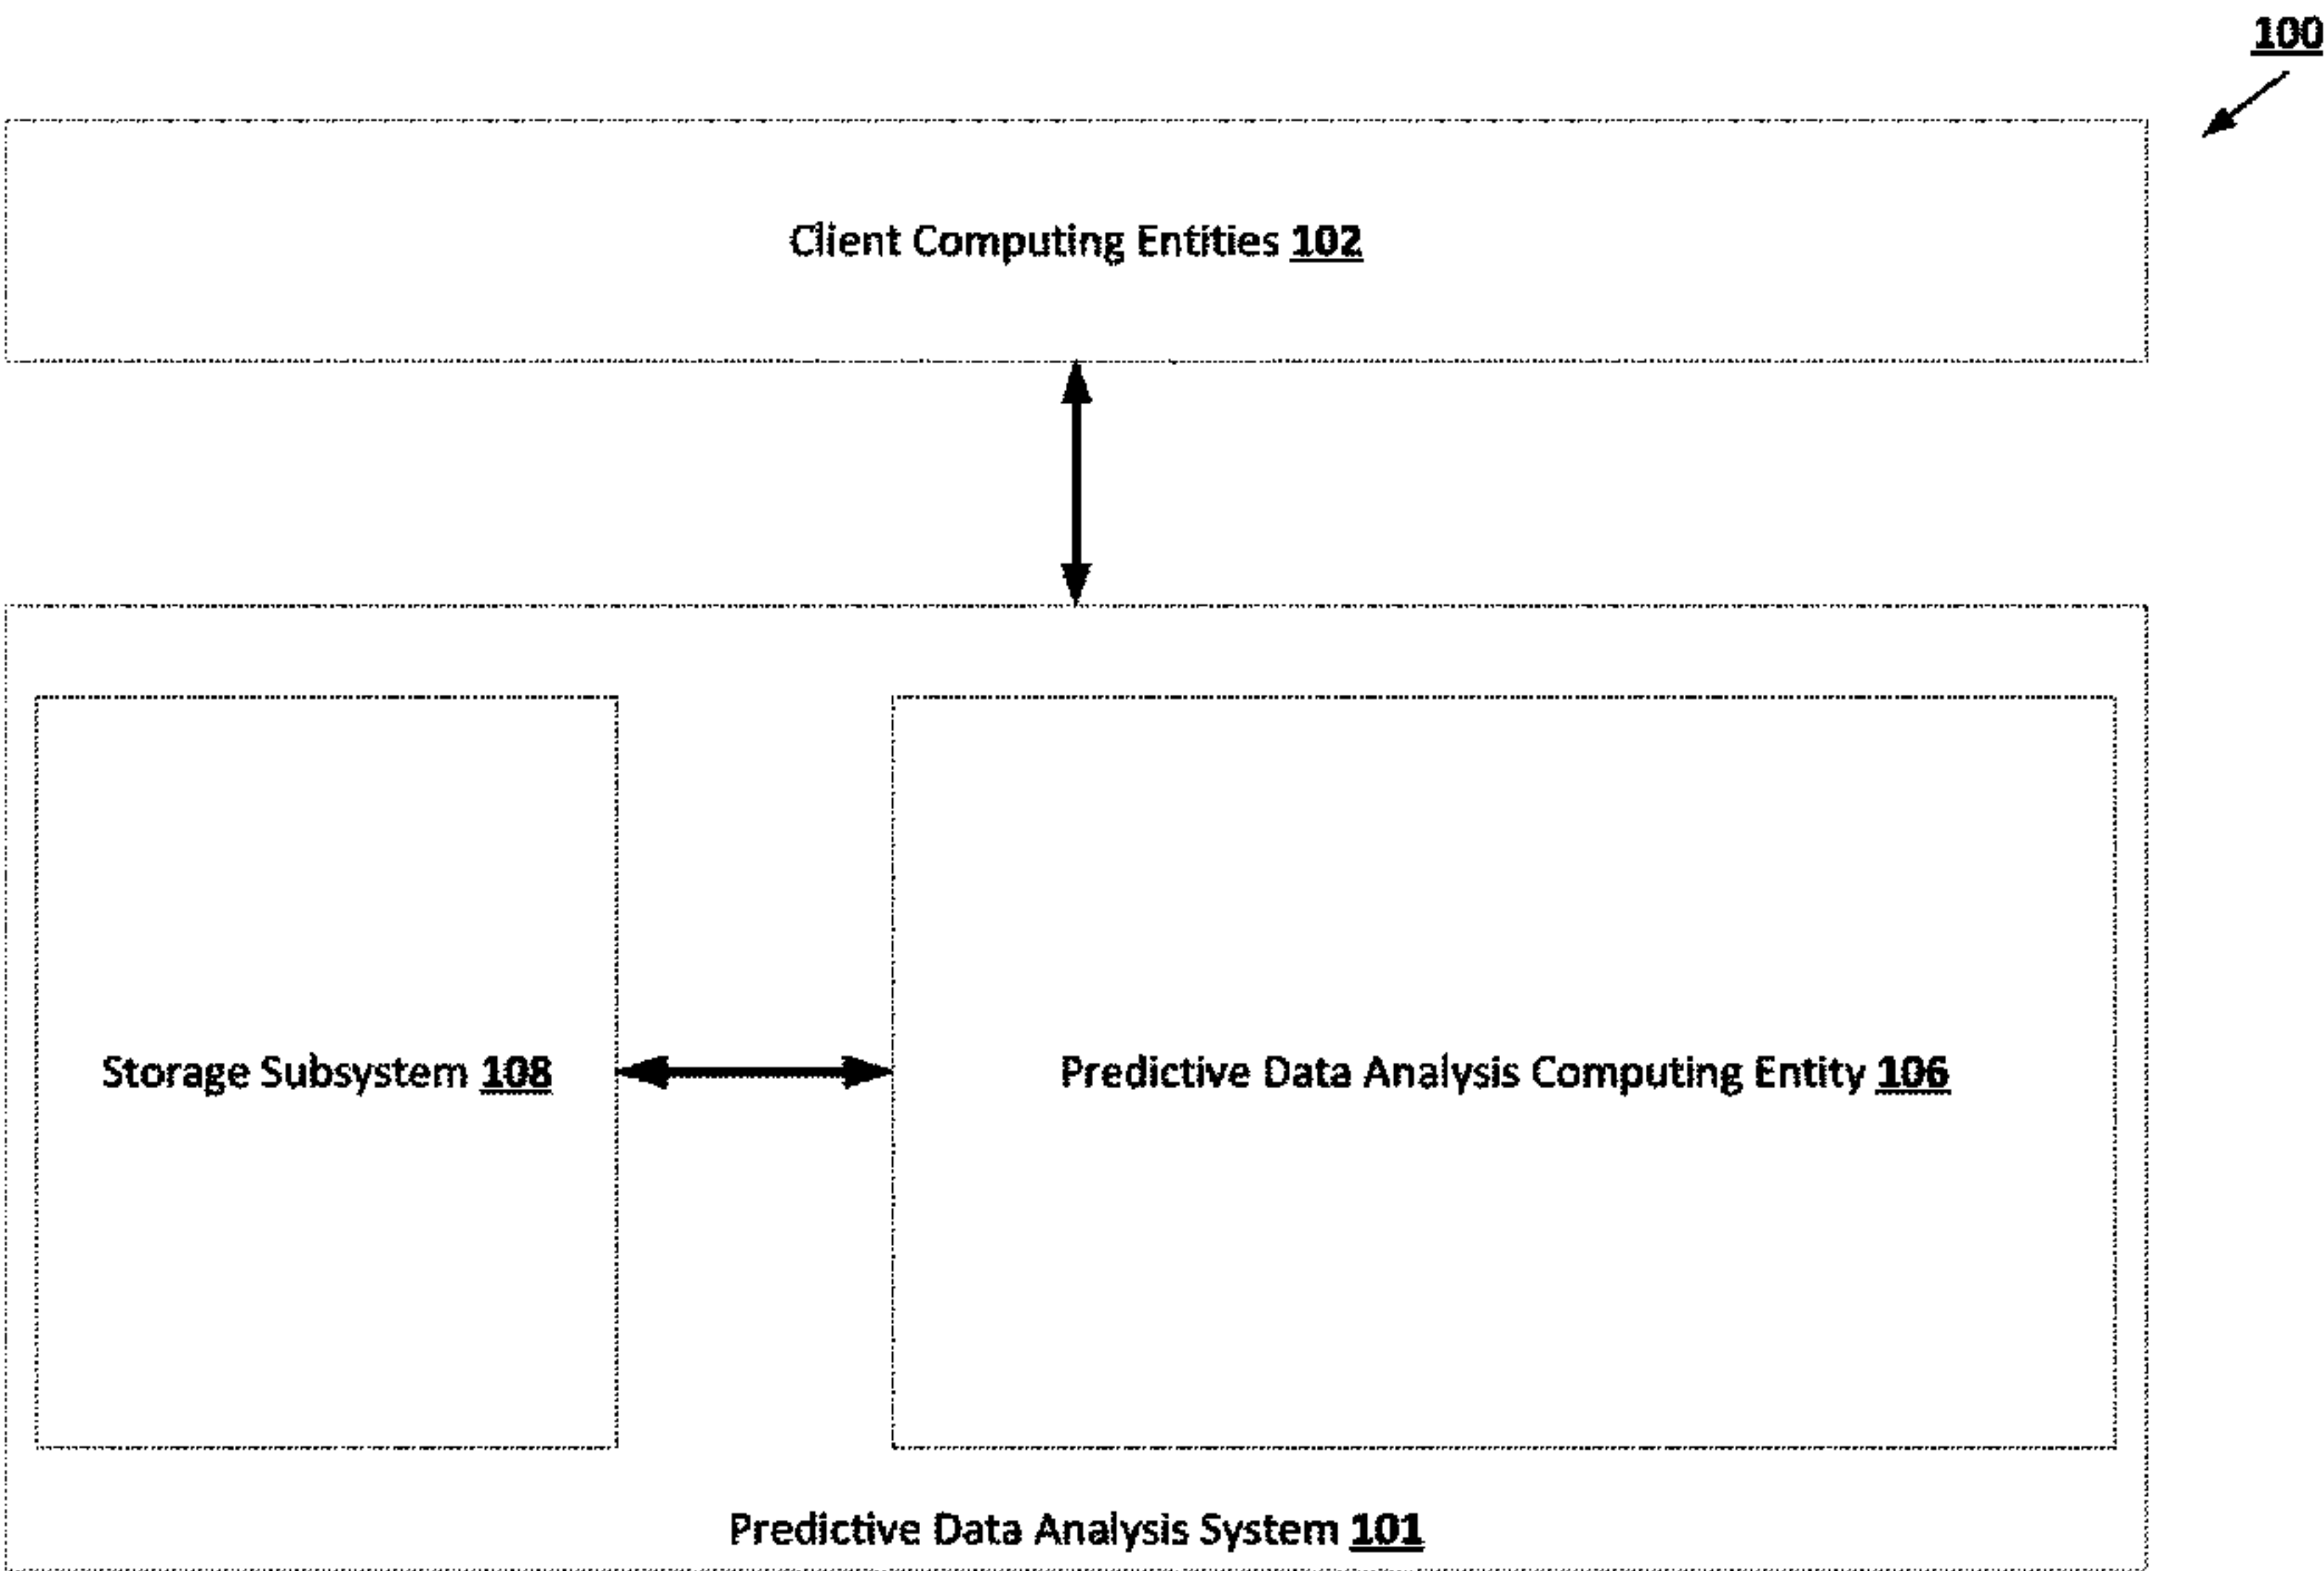 100
Client Computing Entities 102
Storage Subsystem 108
Predictive Data Analysis Computing Entity 106
Predictive Data Analysis System 101